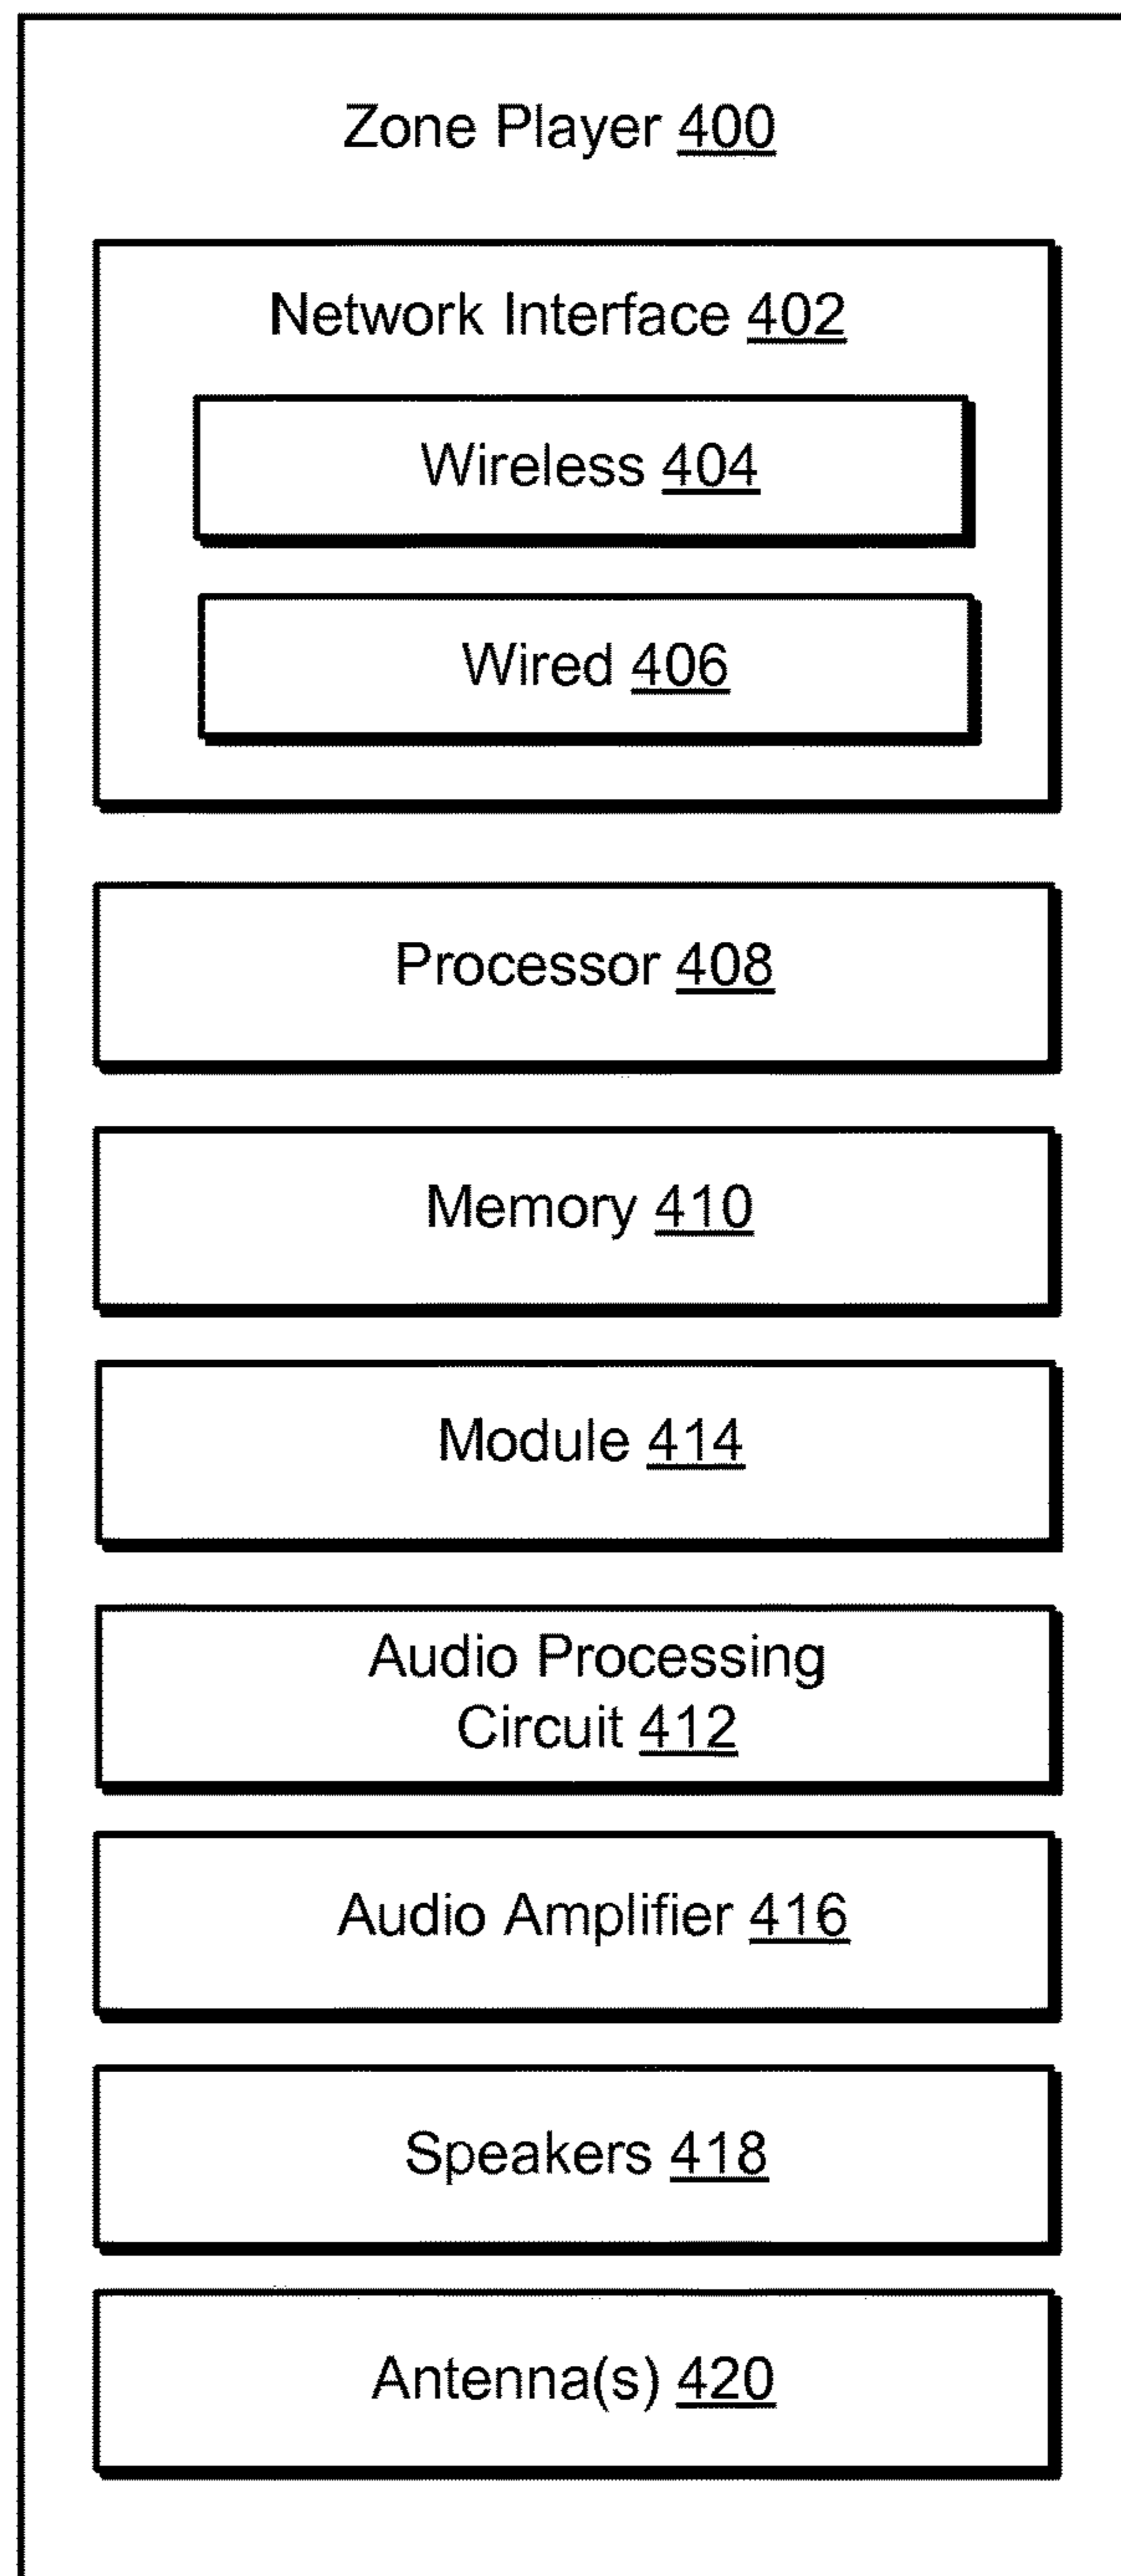 Zone Player 400
Network Interface 402
Wireless 404
Wired 406
Processor 408
Memory 410
Module 414
Audio Processing
Circuit 412
Audio Amplifier 416
Speakers 418
Antenna(s) 420